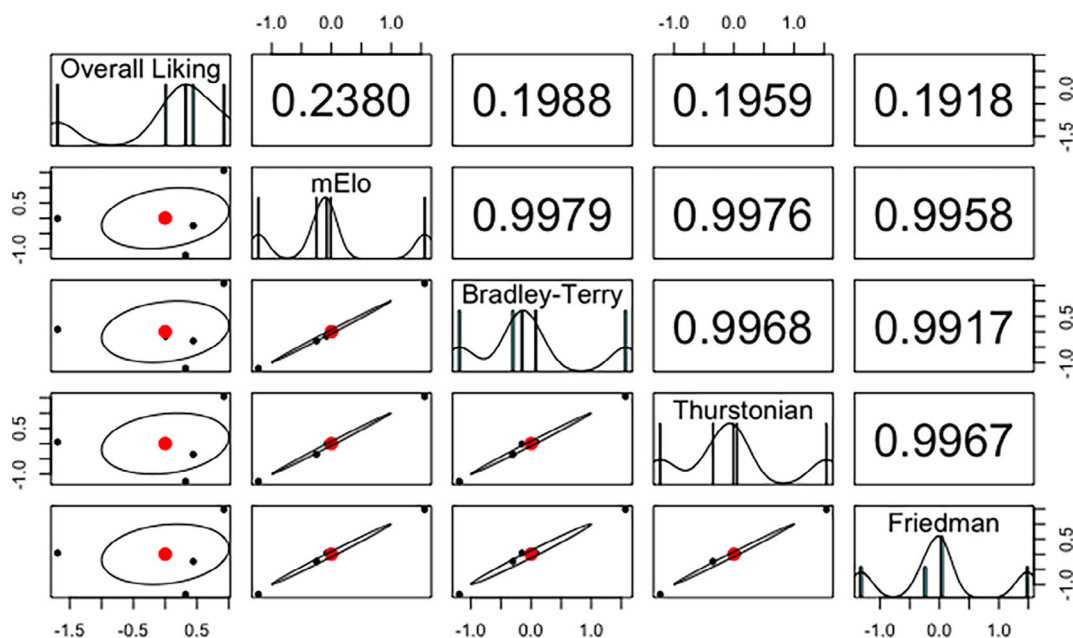 -1.0 0.0 1.0 -1.0 0.0 1.0
Overall Liking 0.2380 0.1988 0.1959 0.1918 -1.5 0.0
-1.0 0.5 mElo 0.9979 0.9976 0.9958
Bradley-Terry 0.9968 0.9917 -1.0 0.5
-1.0 0.5 Thurstonian 0.9967
Friedman -1.0 0.5
-1.5 -0.5 0.5 -1.0 0.0 1.0 -1.0 0.0 1.0